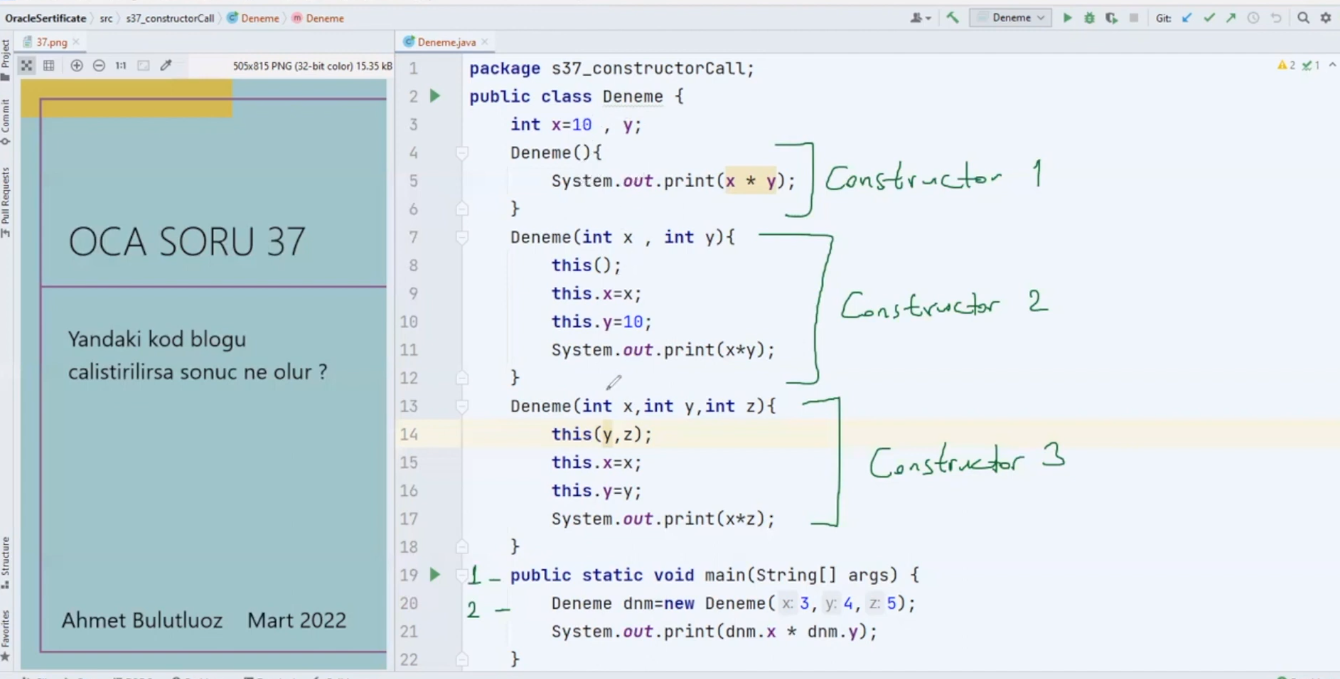 OracleSertificate src s37_constructorCall Deneme Deneme
Deneme
Git:
37.png
Deneme.java
1:1
505x815 PNG (32-bit color) 15.35 kB
2 1
Project
Commit
Pull Requests
Structure
Favorites
OCA SORU 37
Yandaki kod blogu
calistirilirsa sonuc ne olur ?
Ahmet Bulutluoz Mart 2022
1 package s37_constructorCall;
2 public class Deneme {
3 int x=10 , y;
4 Deneme(){
5 System.out.print(x * y);
Constructor 1
6 }
7 Deneme(int x , int y){
8 this();
9 this.x=x;
Constructor 2
10 this.y=10;
11 System.out.print(x*y);
12 }
13 Deneme(int x,int y,int z){
14 this(y,z);
15 this.x=x;
Constructor 3
16 this.y=y;
17 System.out.print(x*z);
18 }
19 1 - public static void main(String[] args) {
20 2 - Deneme dnm=new Deneme( x: 3, y: 4, z: 5);
21 System.out.print(dnm.x * dnm.y);
22 }